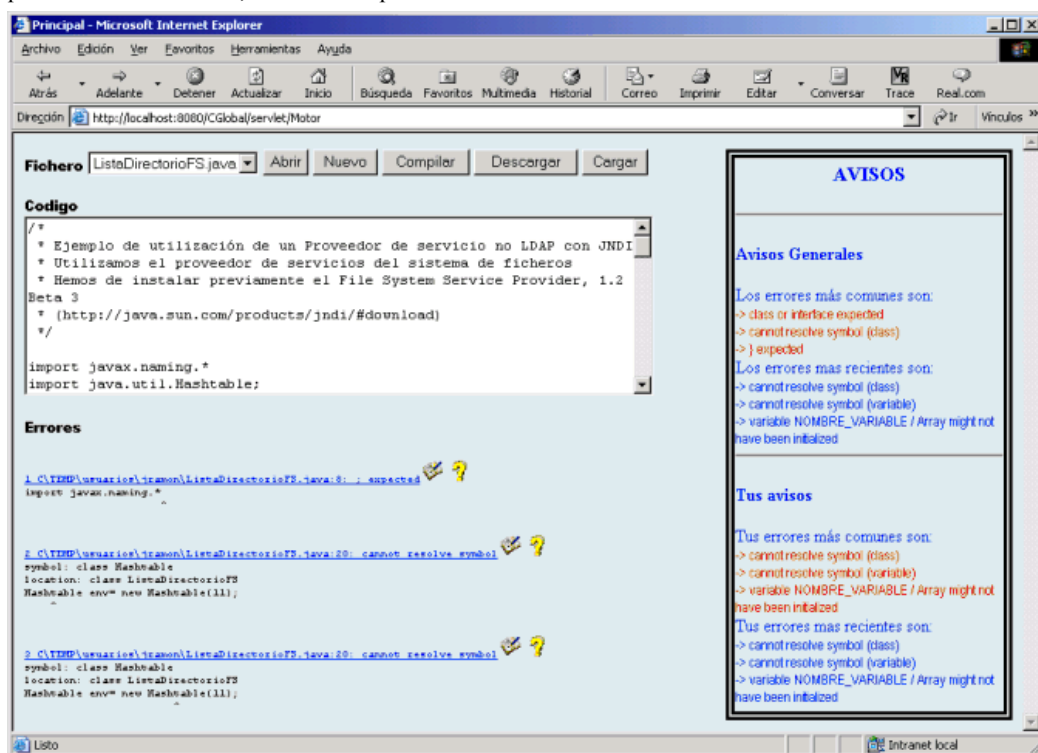 Principal - Microsoft Internet Explorer
Archivo Edición Ver Favoritos Herramientas Ayuda
Atrás Adelante Detener Actualizar Inicio Búsqueda Favoritos Multimedia Historial Correo Imprimir Editar Conversar Trace Real.com
Dirección http://localhost:8080/CGlobal/servlet/Motor Ir Vínculos »
Fichero ListaDirectorioFS.java Abrir Nuevo Compilar Descargar Cargar
Codigo
/*
* Ejemplo de utilización de un Proveedor de servicio no LDAP con JNDI
* Utilizamos el proveedor de servicios del sistema de ficheros
* Hemos de instalar previamente el File System Service Provider, 1.2
Beta 3
* (http://java.sun.com/products/jndi/#download)
*/
import javax.naming.*
import java.util.Hashtable;
Errores
1 C\TEMP\usuarios\jramon\ListaDirectorioFS.java:8: ; expected
import javax.naming.*
^
2 C\TEMP\usuarios\jramon\ListaDirectorioFS.java:20: cannot resolve symbol
symbol: class Hashtable
location: class ListaDirectorioFS
Hashtable env= new Hashtable(11);
^
3 C\TEMP\usuarios\jramon\ListaDirectorioFS.java:20: cannot resolve symbol
symbol: class Hashtable
location: class ListaDirectorioFS
Hashtable env= new Hashtable(11);
^
AVISOS
Avisos Generales
Los errores más comunes son:
-> class or interface expected
-> cannot resolve symbol (class)
-> } expected
Los errores mas recientes son:
-> cannot resolve symbol (class)
-> cannot resolve symbol (variable)
-> variable NOMBRE_VARIABLE / Array might not
have been initialized
Tus avisos
Tus errores más comunes son:
-> cannot resolve symbol (class)
-> cannot resolve symbol (variable)
-> variable NOMBRE_VARIABLE / Array might not
have been initialized
Tus errores mas recientes son:
-> cannot resolve symbol (class)
-> cannot resolve symbol (variable)
-> variable NOMBRE_VARIABLE / Array might not
have been initialized
Listo Intranet local